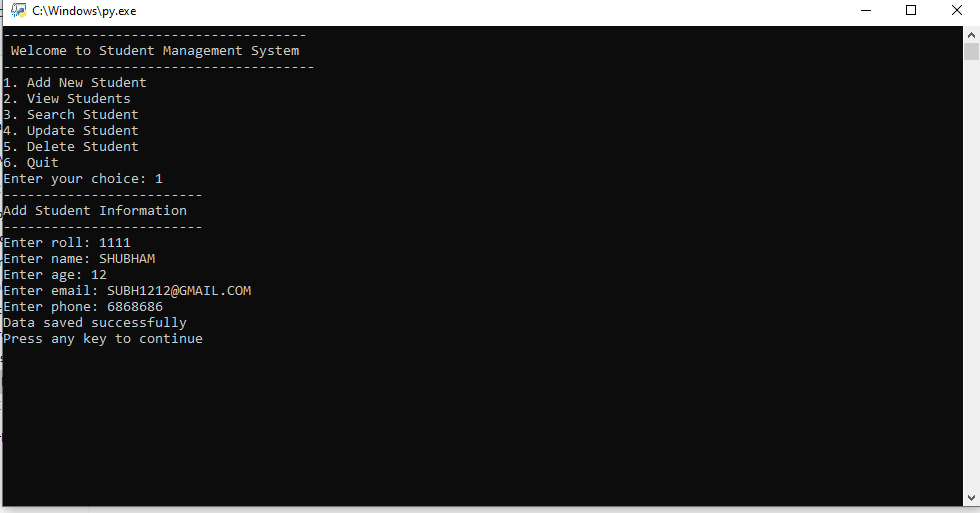 C:\Windows\py.exe
--------------------------------------
 Welcome to Student Management System
---------------------------------------
1. Add New Student
2. View Students
3. Search Student
4. Update Student
5. Delete Student
6. Quit
Enter your choice: 1
-------------------------
Add Student Information
-------------------------
Enter roll: 1111
Enter name: SHUBHAM
Enter age: 12
Enter email: SUBH1212@GMAIL.COM
Enter phone: 6868686
Data saved successfully
Press any key to continue